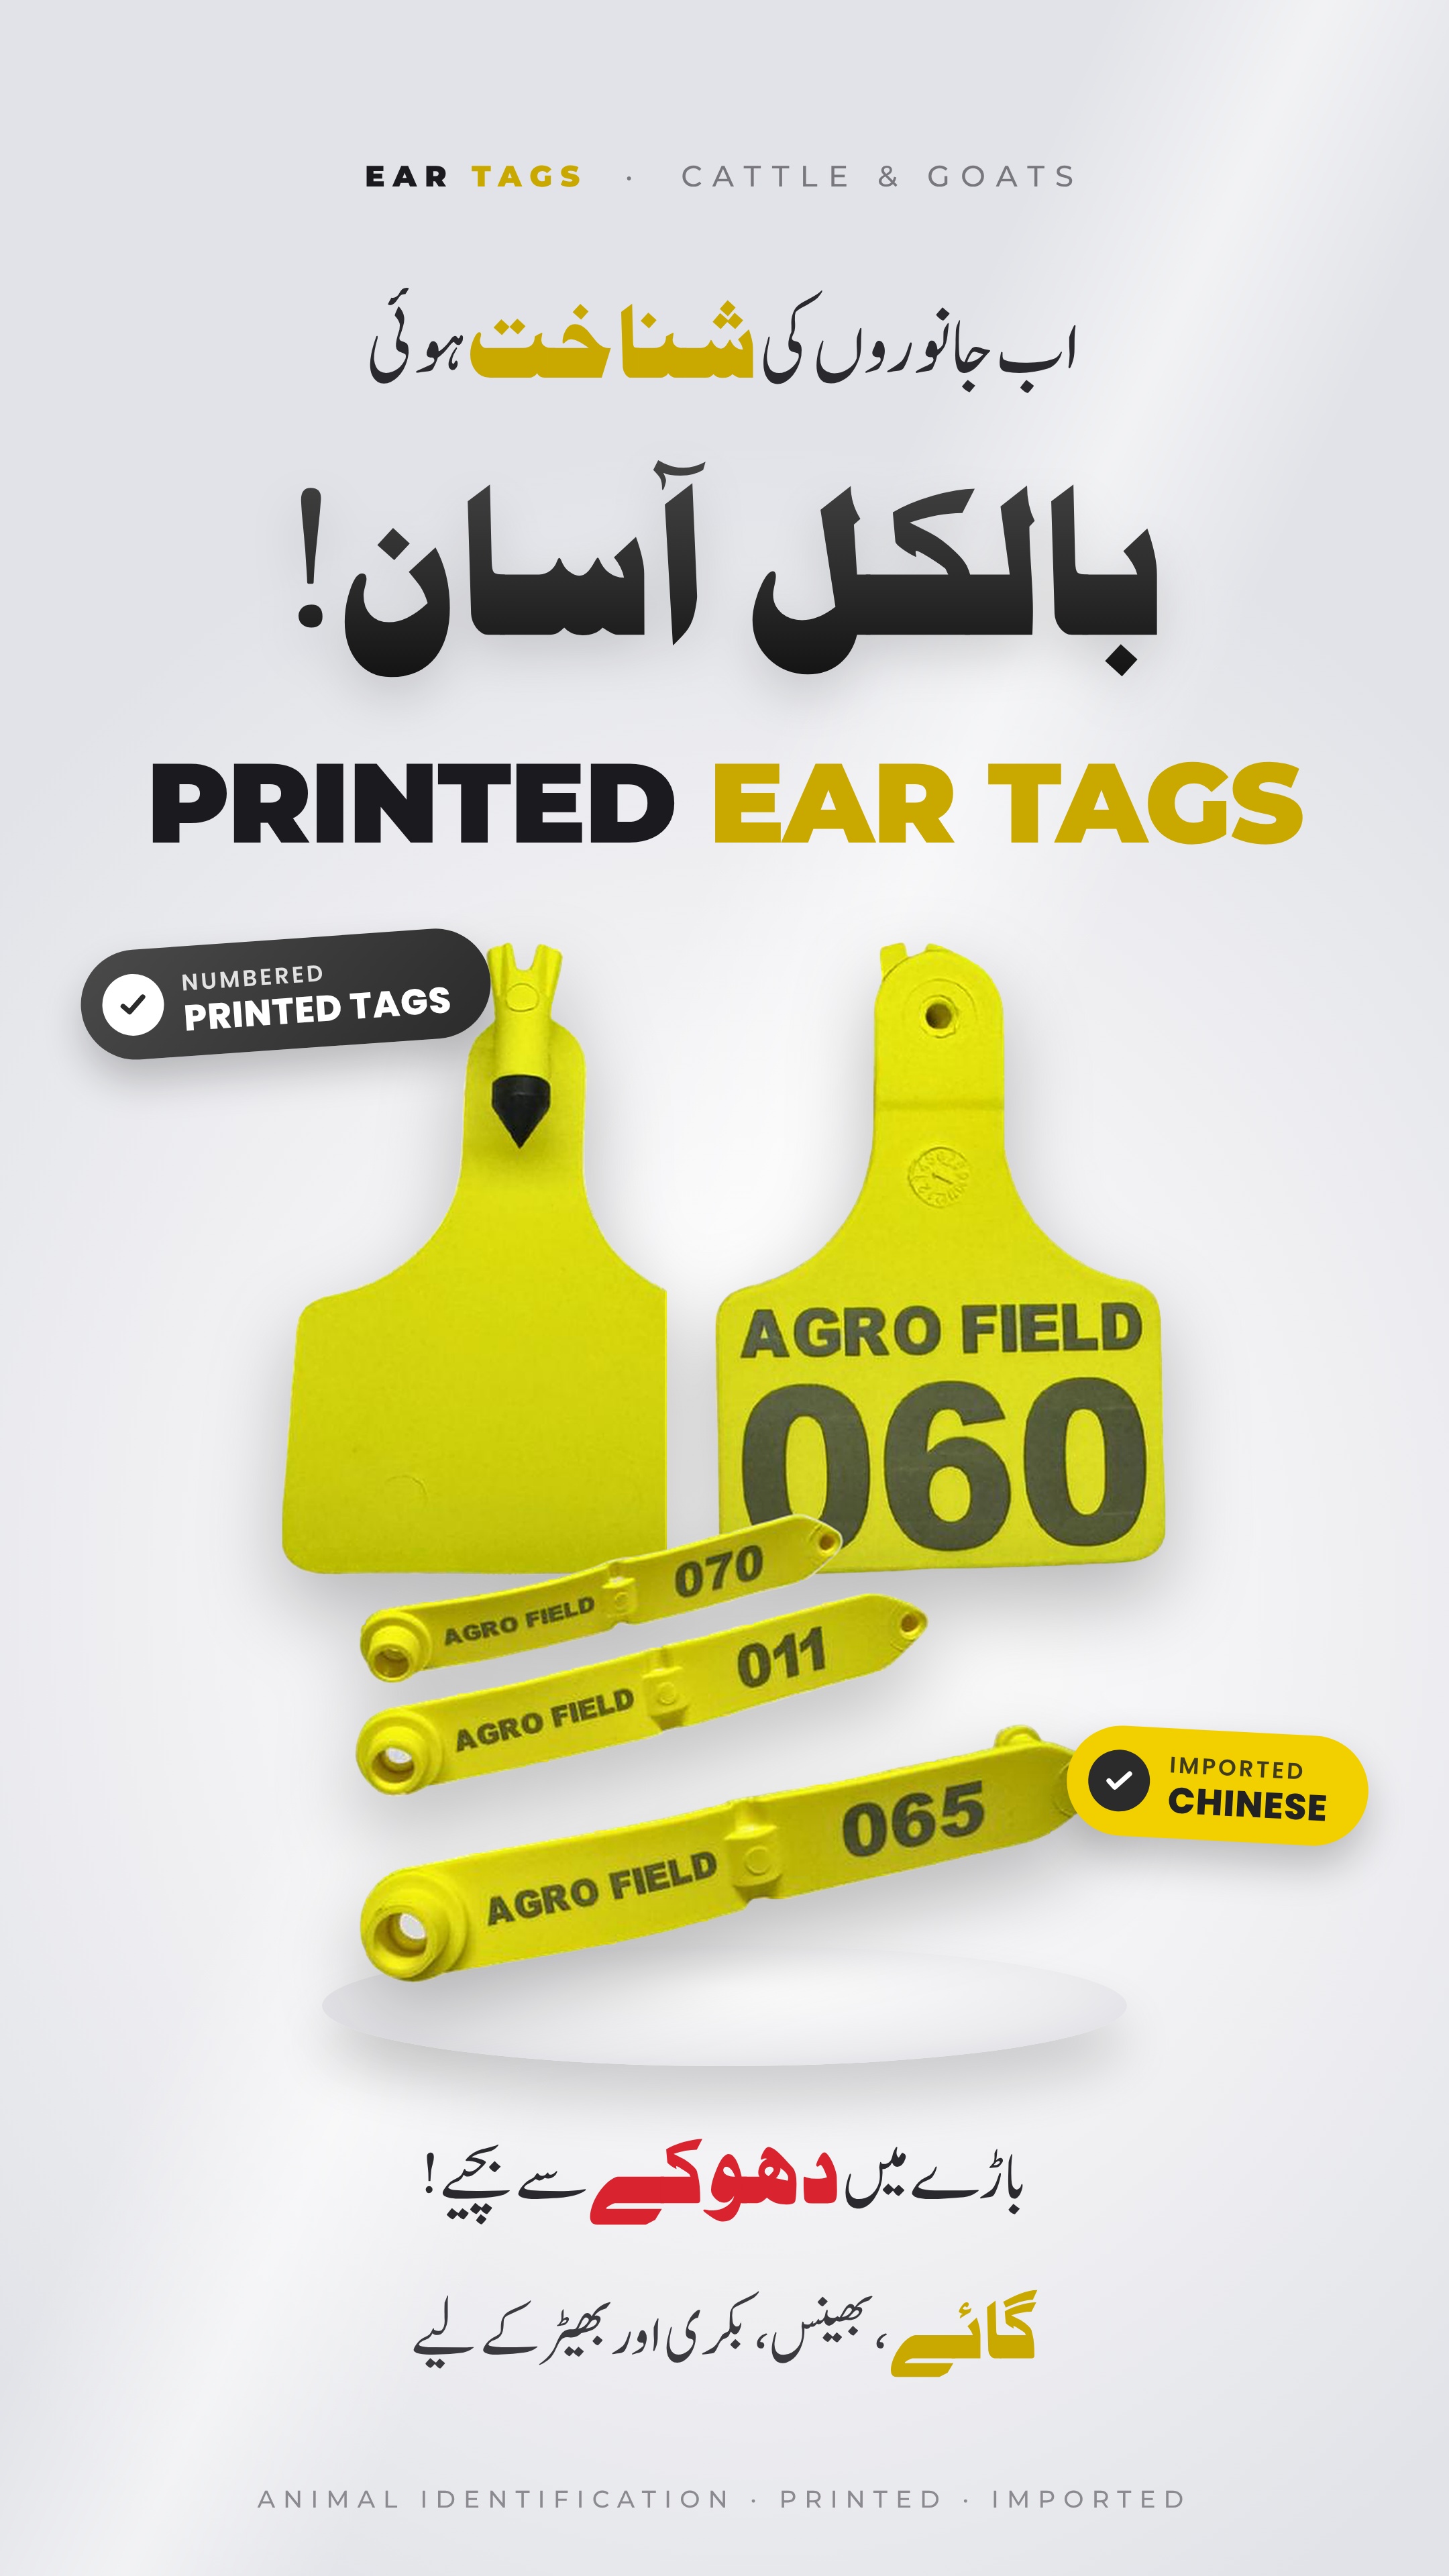 EAR TAGS · CATTLE & GOATS
اب جانوروں کی شناخت ہوئی
بالکل آسان!
PRINTED EAR TAGS
NUMBERED
PRINTED TAGS
AGRO FIELD
060
AGRO FIELD 070
AGRO FIELD 011
AGRO FIELD 065
IMPORTED
CHINESE
باڑے میں دھوکے سے بچیے!
گائے، بھینس، بکری اور بھیڑ کے لیے
ANIMAL IDENTIFICATION · PRINTED · IMPORTED